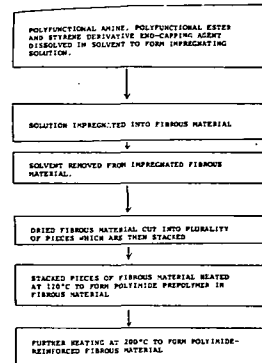 POLYFUNCTIONAL AMINE, POLYFUNCTIONAL ESTER
AND STYRENE DERIVATIVE END-CAPPING AGENT
DISSOLVED IN SOLVENT TO FORM IMPREGNATING
SOLUTION.
SOLUTION IMPREGNATED INTO FIBROUS MATERIAL
SOLVENT REMOVED FROM IMPREGNATED FIBROUS
MATERIAL.
DRIED FIBROUS MATERIAL CUT INTO PLURALITY
OF PIECES WHICH ARE THEN STACKED
STACKED PIECES OF FIBROUS MATERIAL HEATED
AT 120°C TO FORM POLYIMIDE PREPOLYMER IN
FIBROUS MATERIAL
FURTHER HEATING AT 200°C TO FORM POLYIMIDE-
REINFORCED FIBROUS MATERIAL